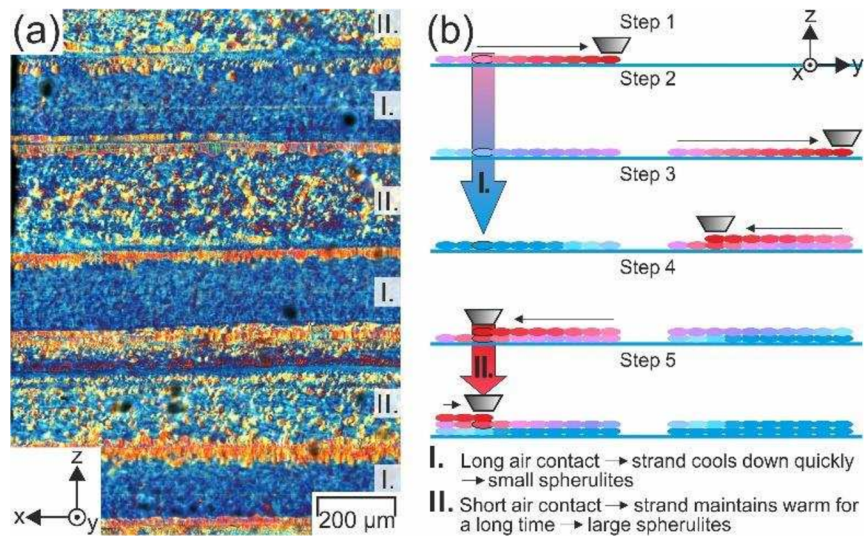 (a)
II.
I.
II.
I.
II.
I.
z
x
y
200 µm
(b)
Step 1
z
x
y
Step 2
Step 3
I.
Step 4
Step 5
II.
I. Long air contact → strand cools down quickly
→ small spherulites
II. Short air contact → strand maintains warm for
a long time → large spherulites